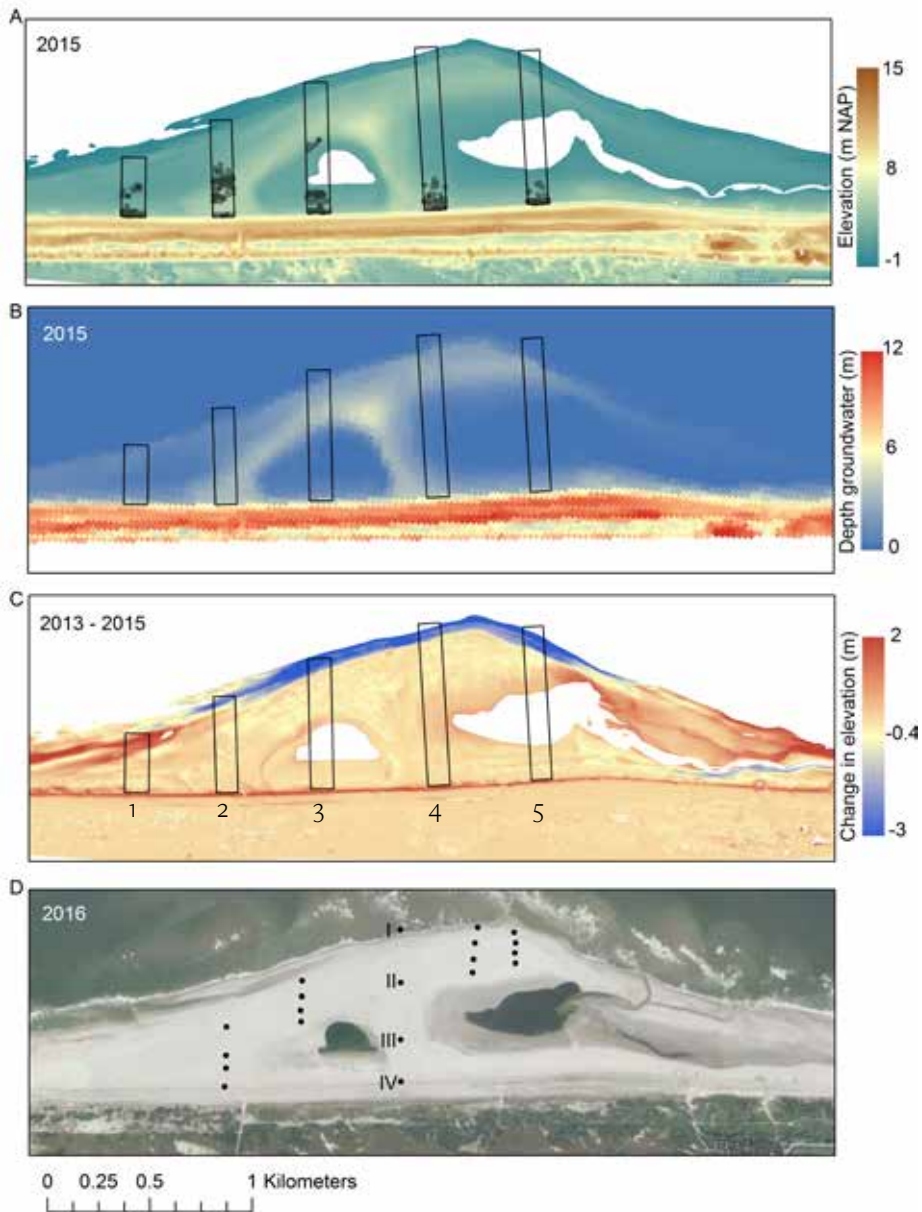 A
2015
15
8
-1
Elevation (m NAP)
B
2015
12
6
0
Depth groundwater (m)
C
2013 - 2015
2
-0.4
-3
Change in elevation (m)
1 2 3 4 5
D
2016
I
II
III
IV
0 0.25 0.5 1 Kilometers